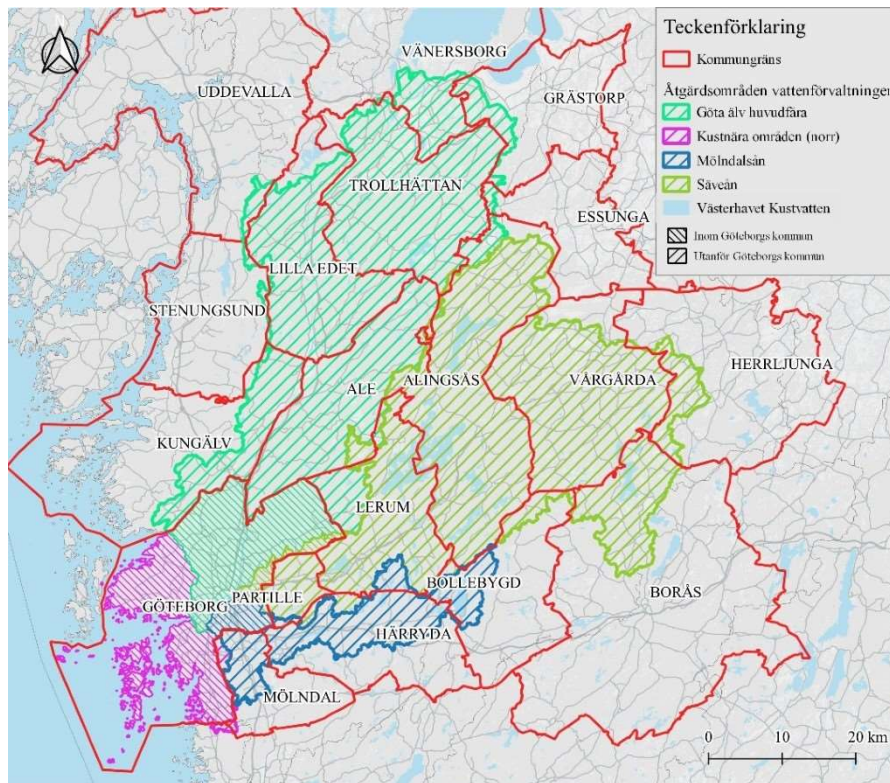 Teckenförklaring
Kommungräns
Åtgärdsområden vattenförvaltningen
Göta älv huvudfåra
Kustnära områden (norr)
Mölndalsån
Säveån
Västerhavet Kustvatten
Inom Göteborgs kommun
Utanför Göteborgs kommun
VÄNERSBORG
UDDEVALLA
GRÄSTORP
TROLLHÄTTAN
ESSUNGA
LILLA EDET
STENUNGSUND
HERRLJUNGA
ALE
ALINGSÅS
VÅRGÅRDA
KUNGÄLV
LERUM
BOLLEBYGD
PARTILLE
BORÅS
GÖTEBORG
HÄRRYDA
MÖLNDAL
0 10 20 km